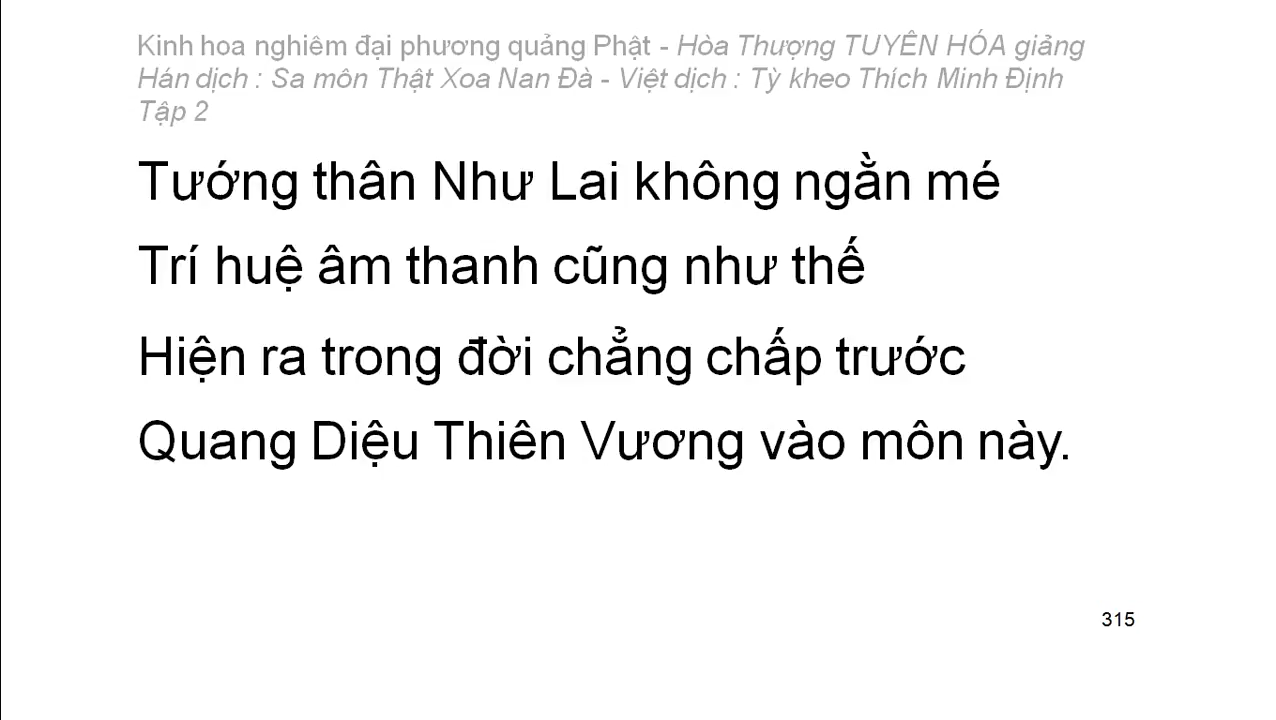 Kinh hoa nghiêm đại phương quảng Phật - Hòa Thượng TUYÊN HÓA giảng
Hán dịch : Sa môn Thật Xoa Nan Đà - Việt dịch : Tỳ kheo Thích Minh Định
Tập 2
Tướng thân Như Lai không ngằn mé
Trí huệ âm thanh cũng như thế
Hiện ra trong đời chẳng chấp trước
Quang Diệu Thiên Vương vào môn này.
315